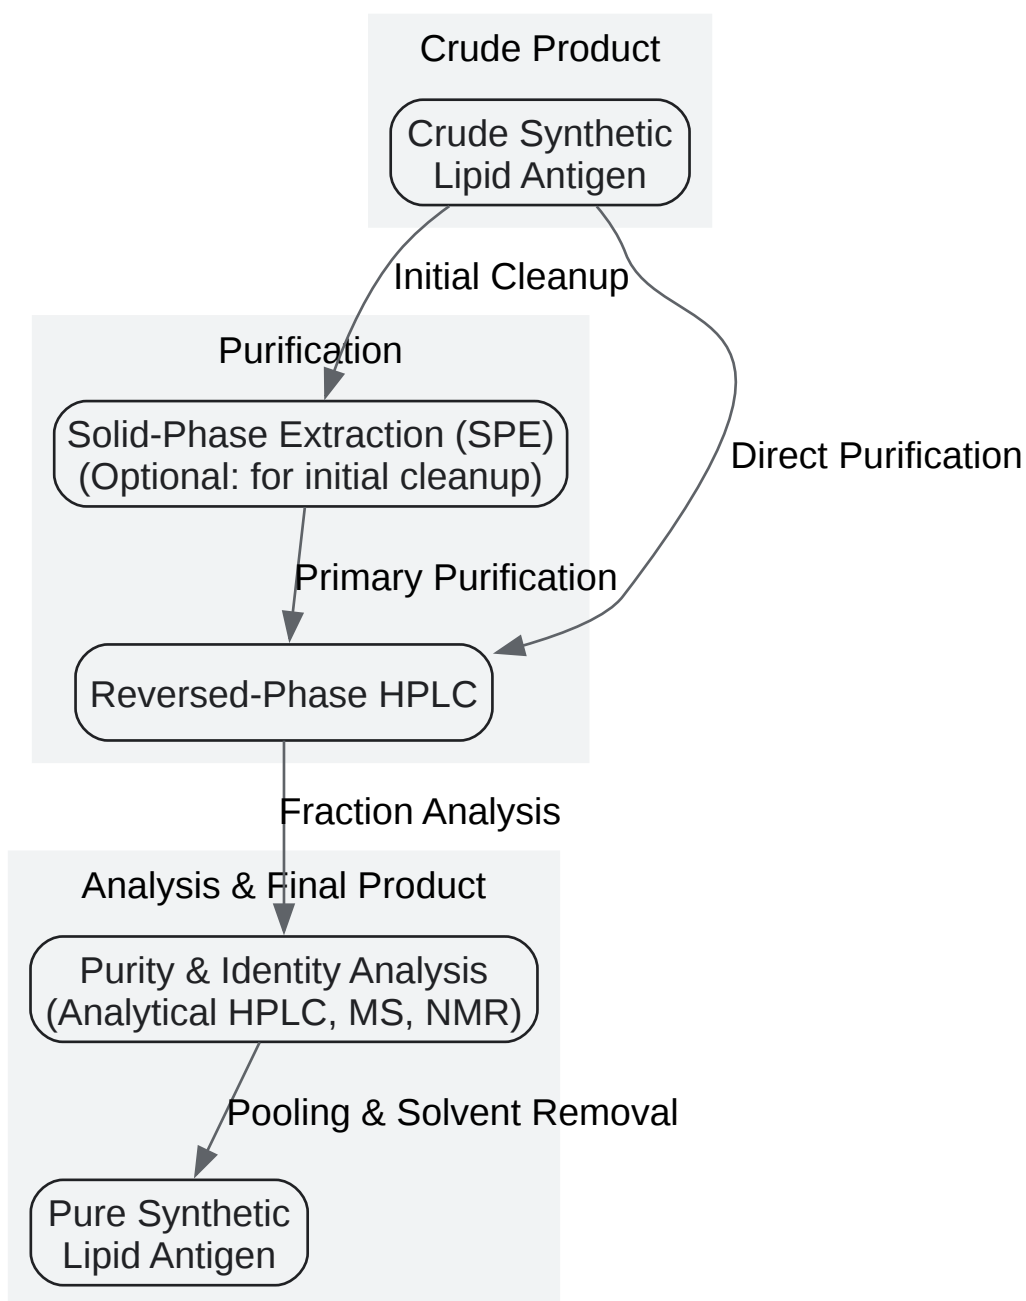 Crude Product
Crude Synthetic
Lipid Antigen
Initial Cleanup
Purification
Solid-Phase Extraction (SPE)
(Optional: for initial cleanup)
Direct Purification
Primary Purification
Reversed-Phase HPLC
Fraction Analysis
Analysis & Final Product
Purity & Identity Analysis
(Analytical HPLC, MS, NMR)
Pooling & Solvent Removal
Pure Synthetic
Lipid Antigen